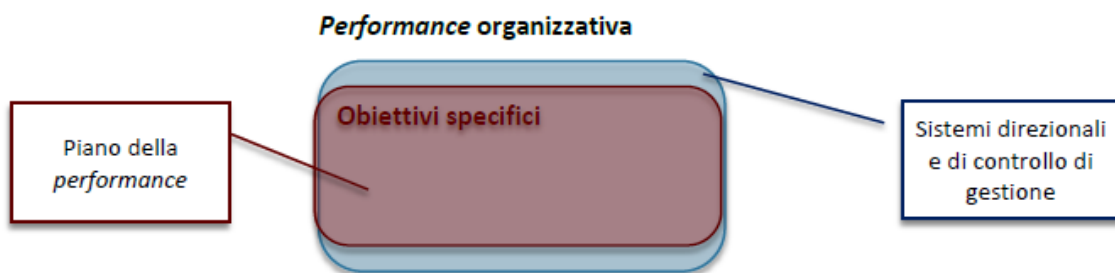 Performance organizzativa
Obiettivi specifici
Piano della
performance
Sistemi direzionali
e di controllo di
gestione